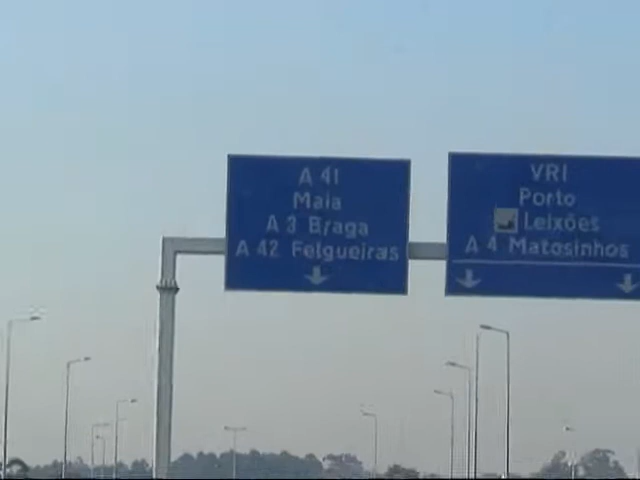 A 41
Maia
A 3 Braga
A 42 Felgueiras
VRI
Porto
Leixões
A 4 Matosinhos